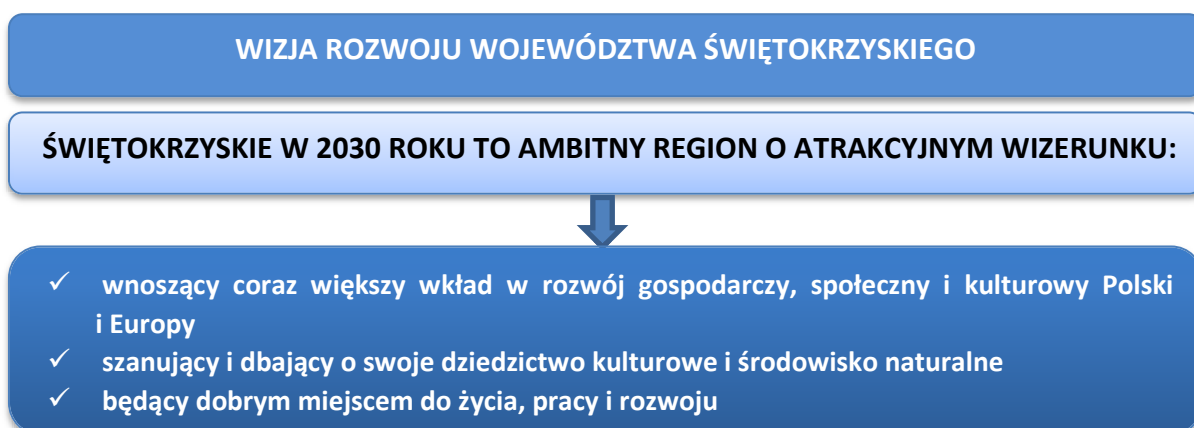 WIZJA ROZWOJU WOJEWÓDZTWA ŚWIĘTOKRZYSKIEGO
ŚWIĘTOKRZYSKIE W 2030 ROKU TO AMBITNY REGION O ATRAKCYJNYM WIZERUNKU:
✓ wnoszący coraz większy wkład w rozwój gospodarczy, społeczny i kulturowy Polski
i Europy
✓ szanujący i dbający o swoje dziedzictwo kulturowe i środowisko naturalne
✓ będący dobrym miejscem do życia, pracy i rozwoju